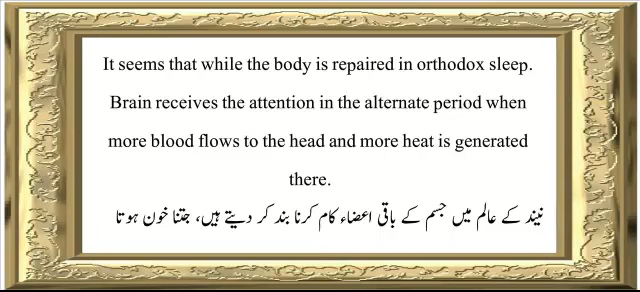 It seems that while the body is repaired in orthodox sleep.
Brain receives the attention in the alternate period when
more blood flows to the head and more heat is generated
there.
نیند کے عالم میں جسم کے باقی اعضاء کام کرنا بند کر دیتے ہیں، جتنا خون ہوتا